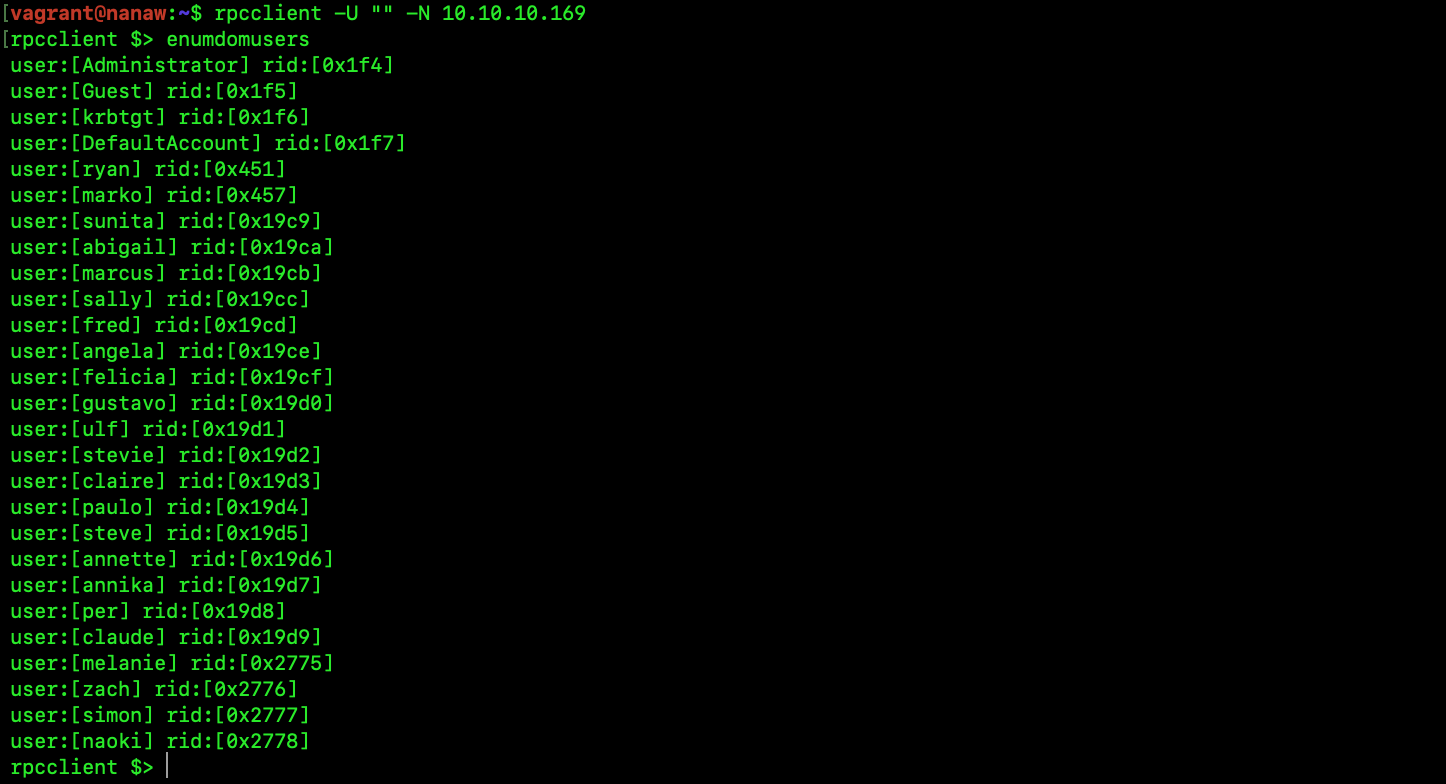 [vagrant@nanaw:~$ rpcclient -U "" -N 10.10.10.169
[rpcclient $> enumdomusers
user:[Administrator] rid:[0x1f4]
user:[Guest] rid:[0x1f5]
user:[krbtgt] rid:[0x1f6]
user:[DefaultAccount] rid:[0x1f7]
user:[ryan] rid:[0x451]
user:[marko] rid:[0x457]
user:[sunita] rid:[0x19c9]
user:[abigail] rid:[0x19ca]
user:[marcus] rid:[0x19cb]
user:[sally] rid:[0x19cc]
user:[fred] rid:[0x19cd]
user:[angela] rid:[0x19ce]
user:[felicia] rid:[0x19cf]
user:[gustavo] rid:[0x19d0]
user:[ulf] rid:[0x19d1]
user:[stevie] rid:[0x19d2]
user:[claire] rid:[0x19d3]
user:[paulo] rid:[0x19d4]
user:[steve] rid:[0x19d5]
user:[annette] rid:[0x19d6]
user:[annika] rid:[0x19d7]
user:[per] rid:[0x19d8]
user:[claude] rid:[0x19d9]
user:[melanie] rid:[0x2775]
user:[zach] rid:[0x2776]
user:[simon] rid:[0x2777]
user:[naoki] rid:[0x2778]
rpcclient $>